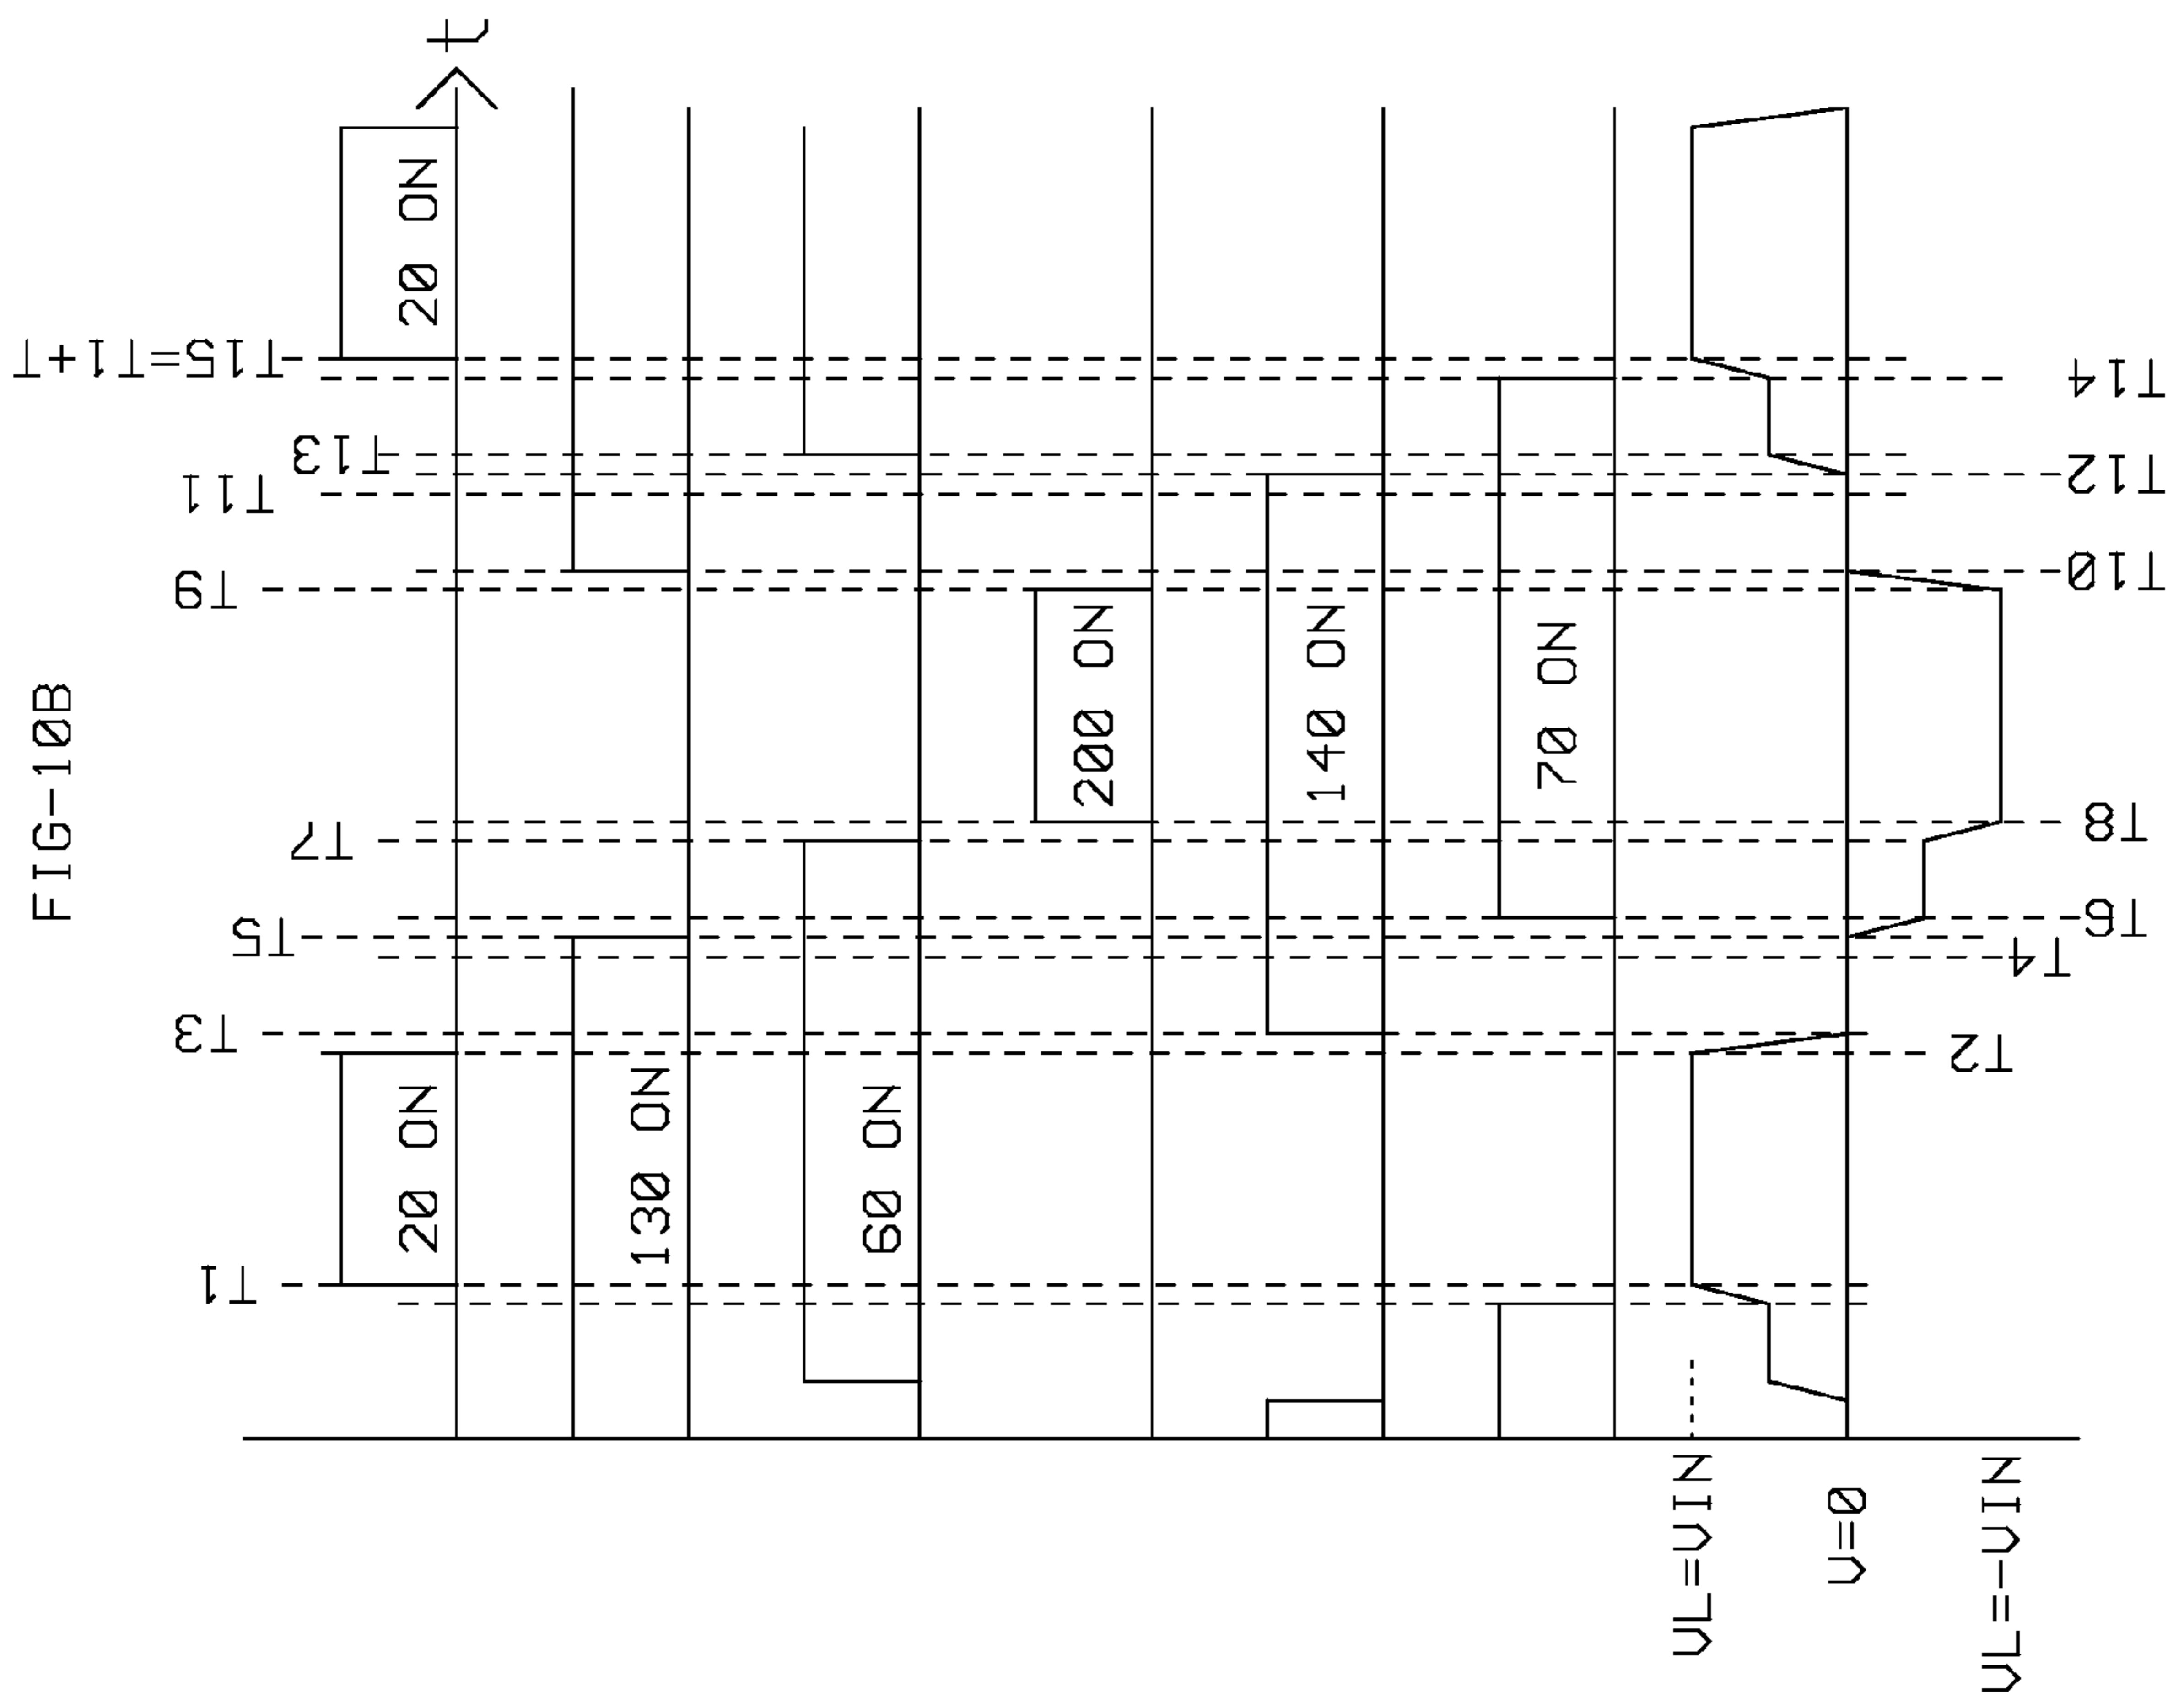 FIG-10B
t
T1
T3
T5
T7
T9
T11
T13
T15=T1+T
20 ON
20 ON
130 ON
60 ON
200 ON
140 ON
70 ON
VL=VIN
V=0
VL=-VIN
T2
T4
T6
T8
T10
T12
T14